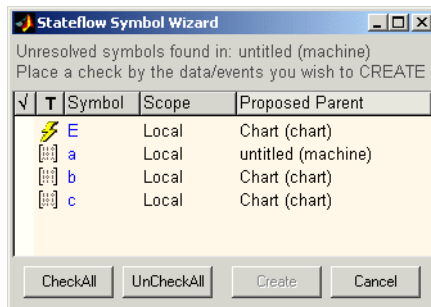 Stateflow Symbol Wizard
Unresolved symbols found in: untitled (machine)
Place a check by the data/events you wish to CREATE
√ T Symbol Scope Proposed Parent
E Local Chart (chart)
a Local untitled (machine)
b Local Chart (chart)
c Local Chart (chart)
CheckAll UnCheckAll Create Cancel